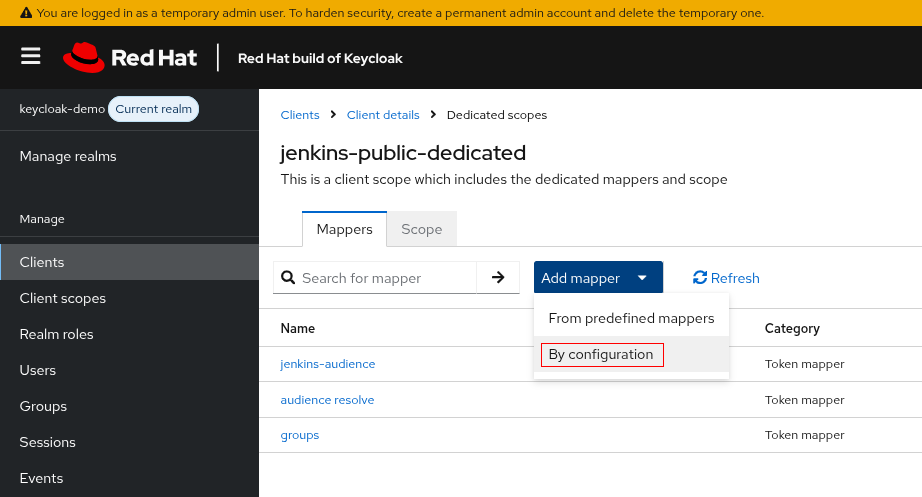 You are logged in as a temporary admin user. To harden security, create a permanent admin account and delete the temporary one.
Red Hat
Red Hat build of Keycloak
keycloak-demo Current realm
Manage realms
Manage
Clients
Client scopes
Realm roles
Users
Groups
Sessions
Events
Clients Client details Dedicated scopes
jenkins-public-dedicated
This is a client scope which includes the dedicated mappers and scope
Mappers Scope
Search for mapper Add mapper Refresh
From predefined mappers
By configuration
Name Category
jenkins-audience Token mapper
audience resolve Token mapper
groups Token mapper